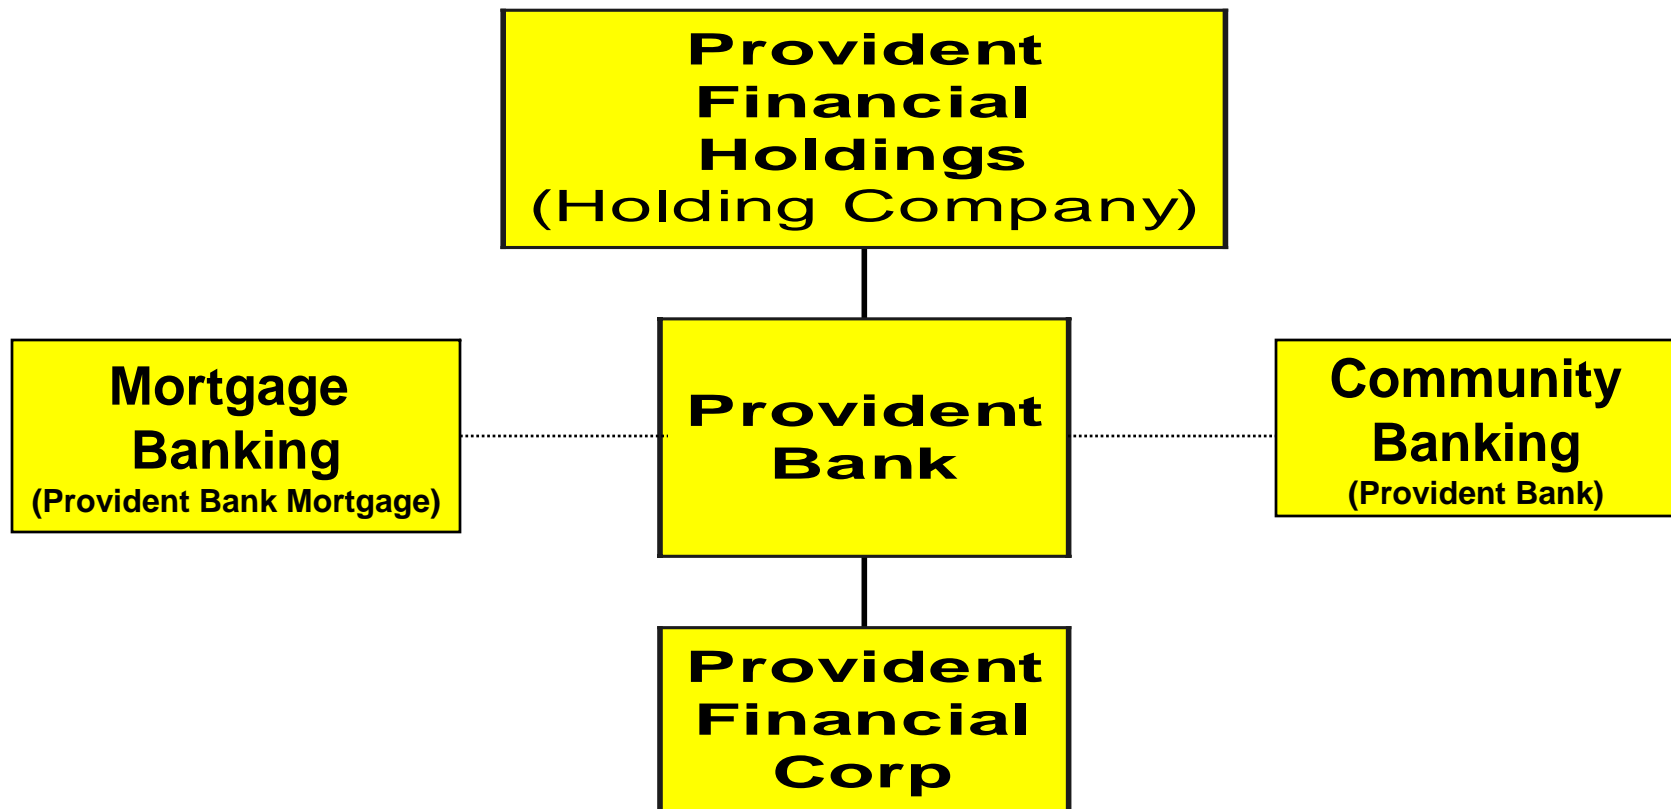 Provident
Financial
Holdings
(Holding Company)
Mortgage
Banking
(Provident Bank Mortgage)
Provident
Bank
Community
Banking
(Provident Bank)
Provident
Financial
Corp